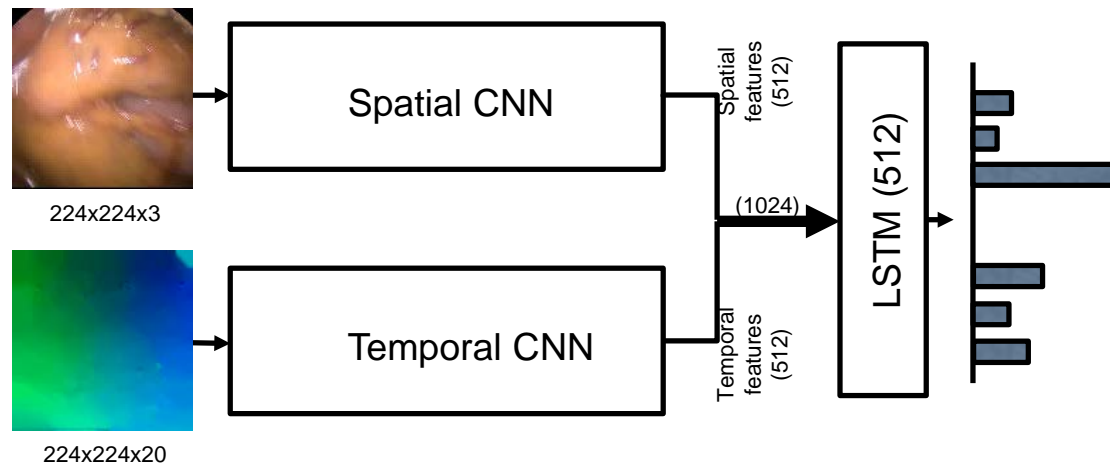 224x224x3
Spatial CNN
Spatial
features
(512)
(1024)
LSTM (512)
224x224x20
Temporal CNN
Temporal
features
(512)